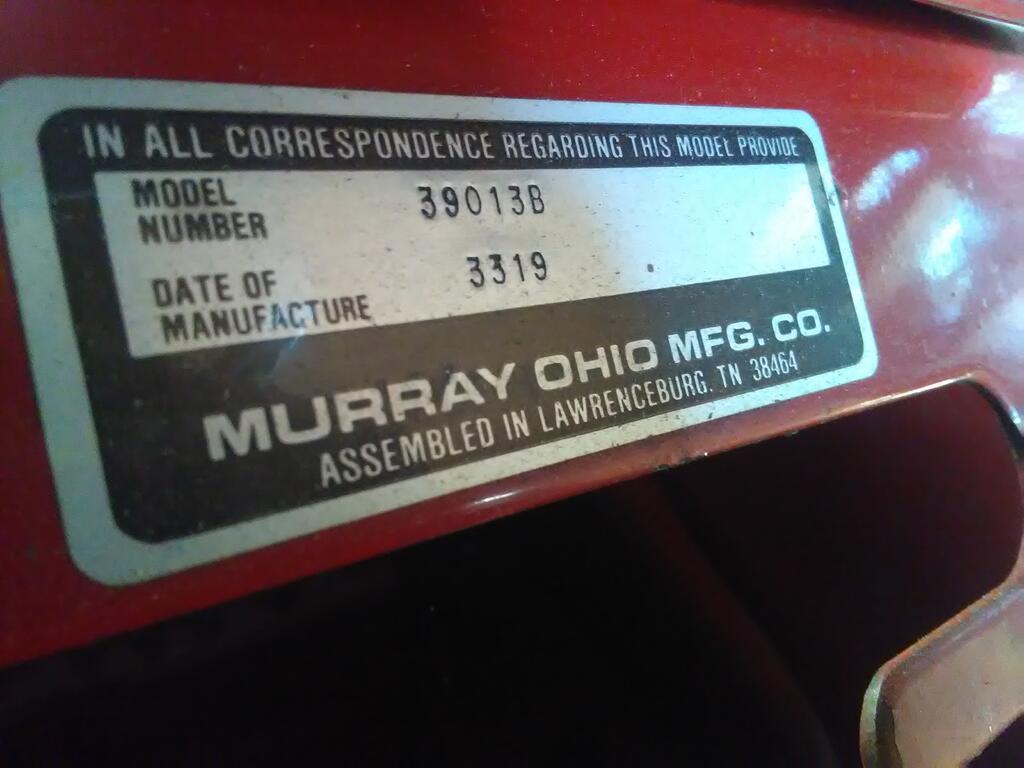 IN ALL CORRESPONDENCE REGARDING THIS MODEL PROVIDE
MODEL NUMBER 39013B
DATE OF MANUFACTURE 3319
MURRAY OHIO MFG. CO.
ASSEMBLED IN LAWRENCEBURG. TN 38464